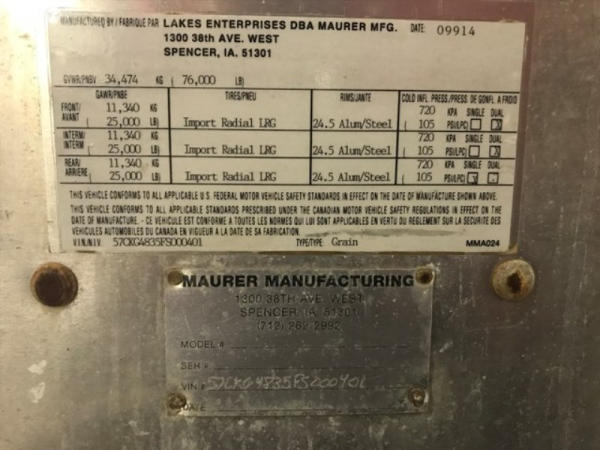 MANUFACTURED BY / FABRIQUE PAR LAKES ENTERPRISES DBA MAURER MFG. DATE: 09914
1300 38th AVE. WEST
SPENCER, IA. 51301
GVWR/PNBV 34,474 KG ( 76,000 LB)
GAWR/PNBE TIRES/PNEU RIMS/JANTE COLD INFL. PRESS./PRESS. DE GONFL. A FROID
FRONT/ AVANT 11,340 KG 720 KPA SINGLE DUAL
( 25,000 LB) Import Radial LRG 24.5 Alum/Steel ( 105 PSI/LPC)
INTERM/ INTERM 11,340 KG 720 KPA SINGLE DUAL
( 25,000 LB) Import Radial LRG 24.5 Alum/Steel ( 105 PSI/LPC)
REAR/ ARRIERE 11,340 KG 720 KPA SINGLE DUAL
( 25,000 LB) Import Radial LRG 24.5 Alum/Steel ( 105 PSI/LPC)
THIS VEHICLE CONFORMS TO ALL APPLICABLE U.S. FEDERAL MOTOR VEHICLE SAFETY STANDARDS IN EFFECT ON THE DATE OF MANUFACTURE SHOWN ABOVE.
THIS VEHICLE CONFORMS TO ALL APPLICABLE STANDARDS PRESCRIBED UNDER THE CANADIAN MOTOR VEHICLE SAFETY REGULATIONS IN EFFECT ON THE
DATE OF MANUFACTURE. - CE VEHICULE EST CONFORME A TOUTES LES NORMES QUI LUI SONT APPLICABLES EN VERTU DU REGLEMENT SUR LA SECURITE DES
VEHICULES AUTOMOBILES DU CANADA EN VIGUEUR A LA DATE DE SA FABRICATION.
V.I.N./N.I.V. 57CKG4835FS000401 TYPE/TYPE: Grain MMA024
MAURER MANUFACTURING
1300 38TH AVE. WEST
SPENCER, IA. 51301
(712) 262-2992
MODEL #
SER #
VIN # 57CKG4835FS000401
DATE